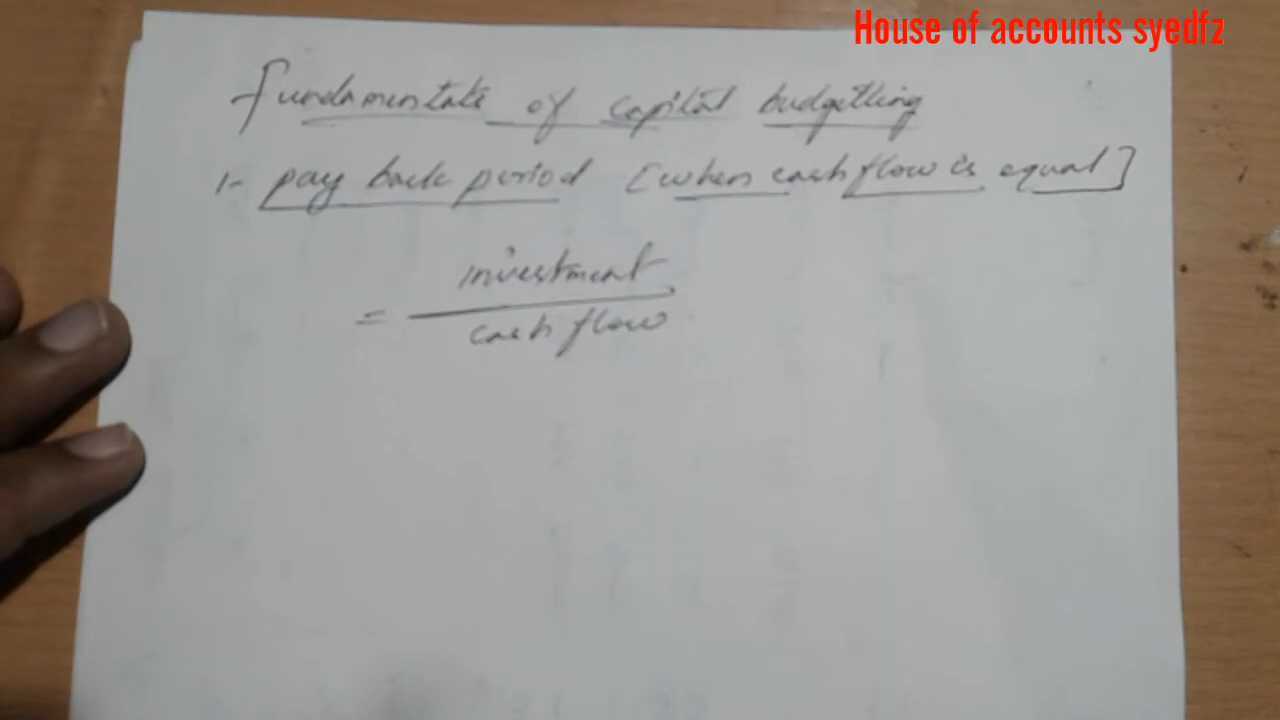 House of accounts syedfz
Fundamentals of capital budgetting
1- pay back period [when cash flow is equal]
investment
=
cash flow